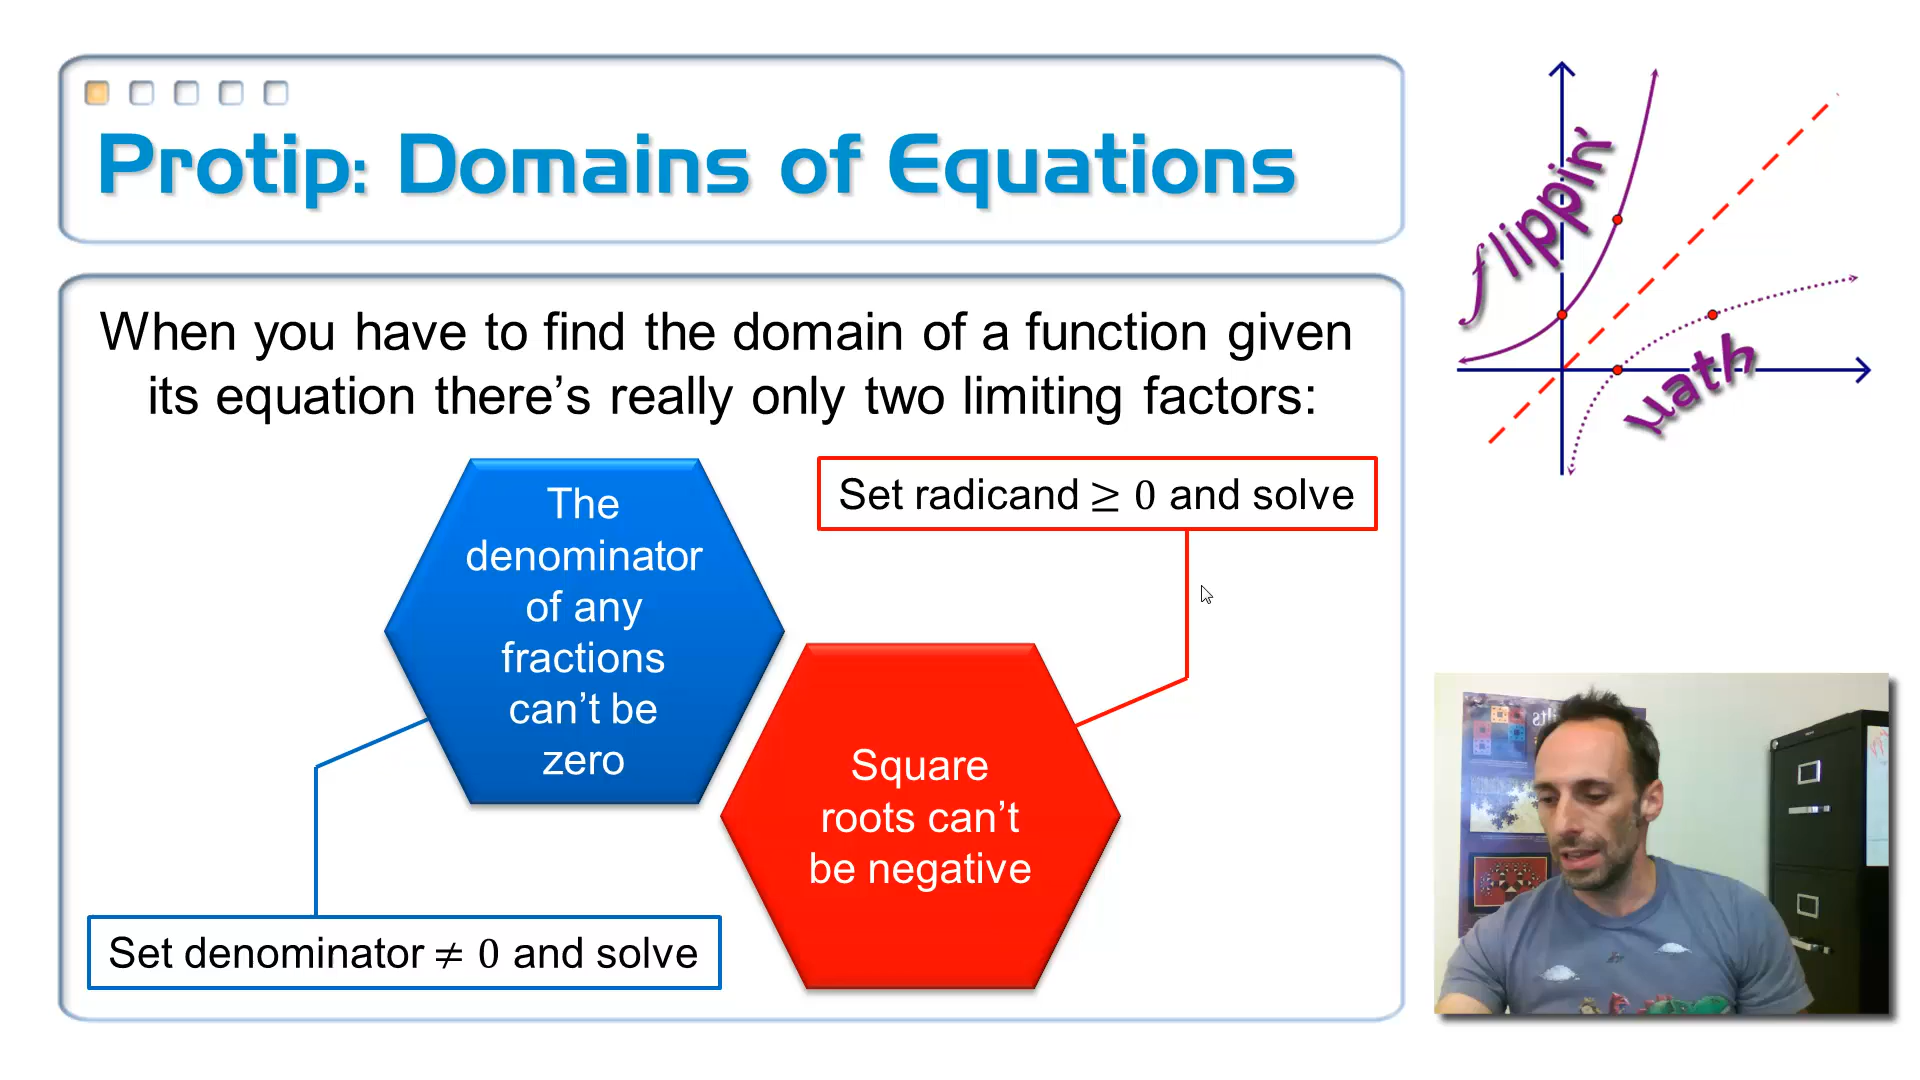 Protip: Domains of Equations
When you have to find the domain of a function given
its equation there’s really only two limiting factors:
The
denominator
of any
fractions
can’t be
zero
Set radicand ≥ 0 and solve
Square
roots can’t
be negative
Set denominator ≠ 0 and solve
flippin’
math